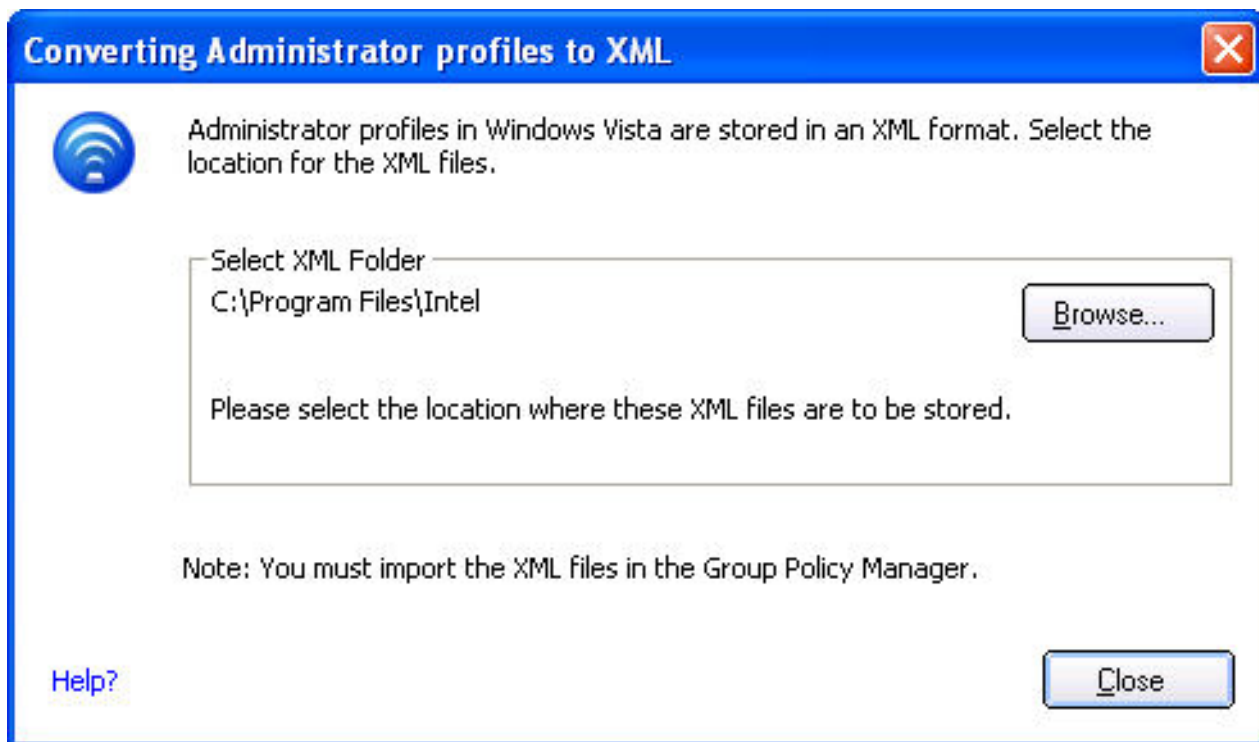 Converting Administrator profiles to XML
Administrator profiles in Windows Vista are stored in an XML format. Select the
location for the XML files.
Select XML Folder
C:\Program Files\Intel
Browse...
Please select the location where these XML files are to be stored.
Note: You must import the XML files in the Group Policy Manager.
Help?
Close